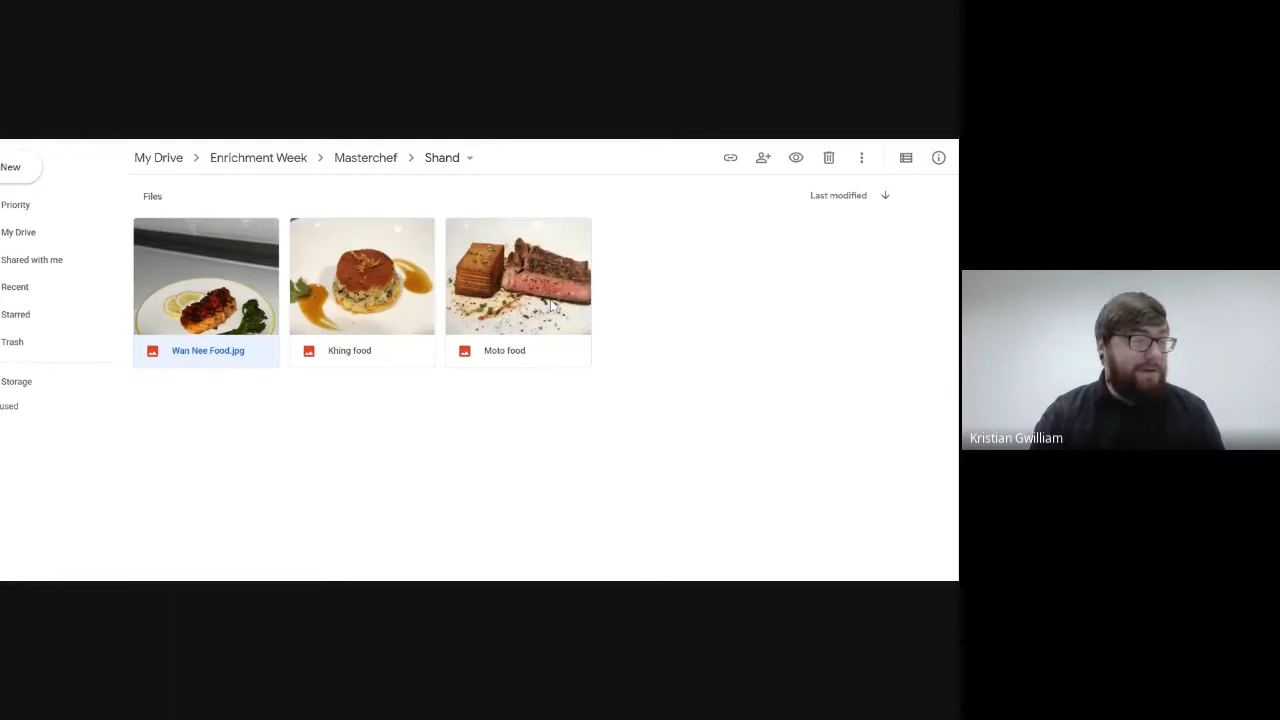 My Drive > Enrichment Week > Masterchef > Shand
New
Files
Last modified
Priority
My Drive
Shared with me
Recent
Starred
Trash
Wan Nee Food.jpg
Khing food
Moto food
Storage
used
Kristian Gwilliam